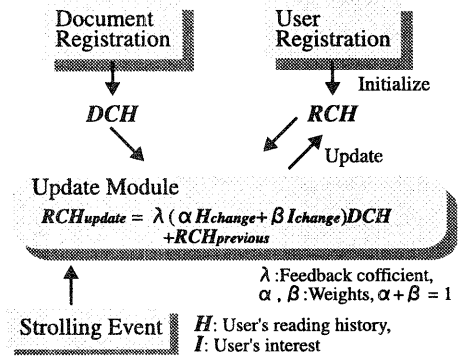 Document
Registration
User
Registration
Initialize
DCH
RCH
Update
Update Module
RCHupdate = λ ( α Hchange + β Ichange)DCH
+RCHprevious
λ :Feedback cofficient,
α , β :Weights, α + β = 1
Strolling Event
H: User's reading history,
I: User's interest